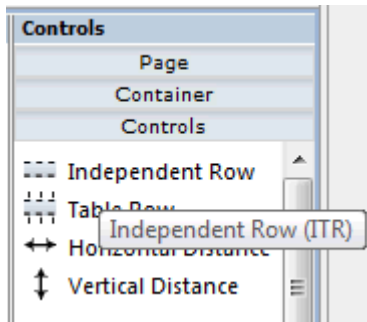 Controls
Page
Container
Controls
Independent Row
Table Row
Independent Row (ITR)
Horizontal Distance
Vertical Distance